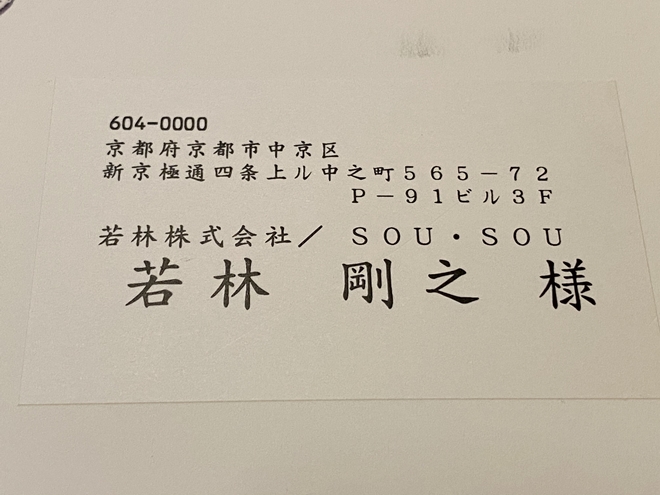 604-0000
京都府京都市中京区
新京極通四条上ル中之町565-72
P-91ビル3F
若林株式会社/ SOU・SOU
若林 剛之 様